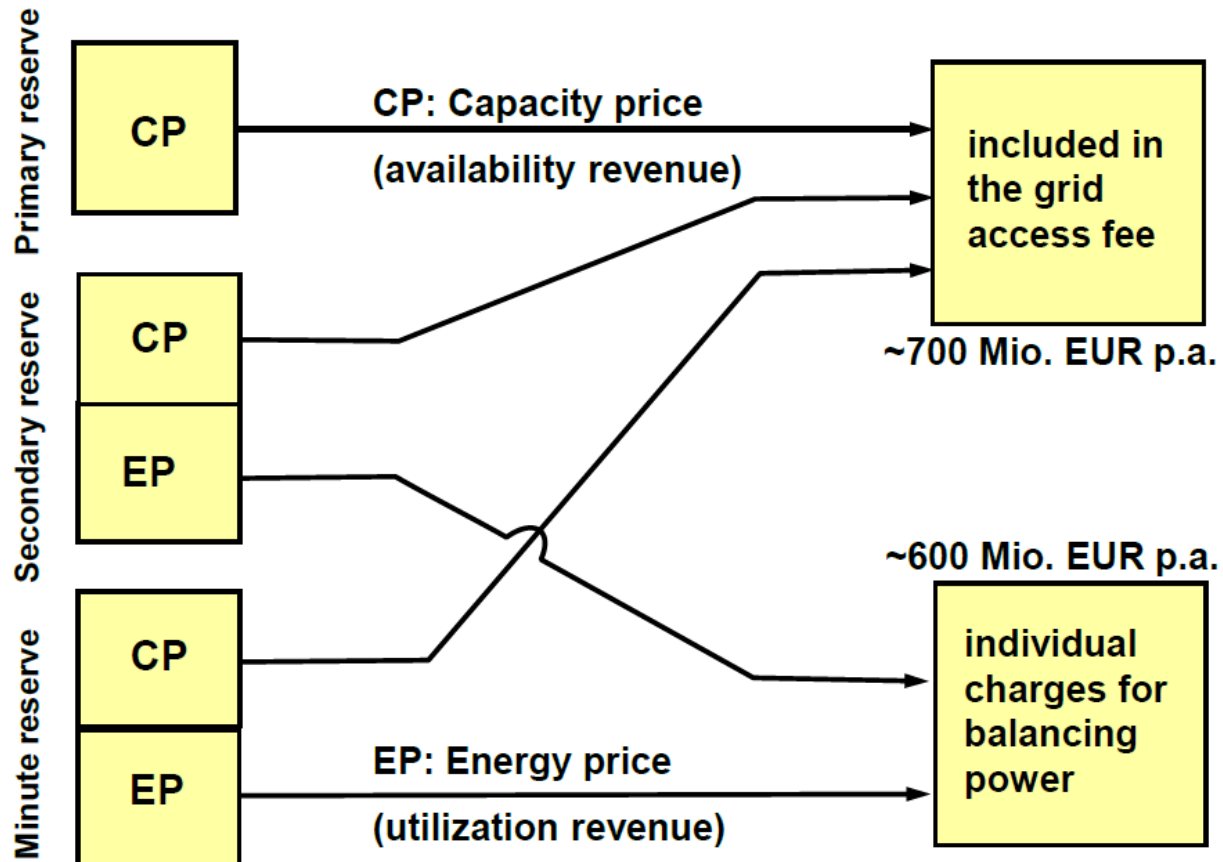 Primary reserve
CP
CP: Capacity price
(availability revenue)
included in
the grid
access fee
~700 Mio. EUR p.a.
Secondary reserve
CP
EP
~600 Mio. EUR p.a.
Minute reserve
CP
EP
EP: Energy price
(utilization revenue)
individual
charges for
balancing
power